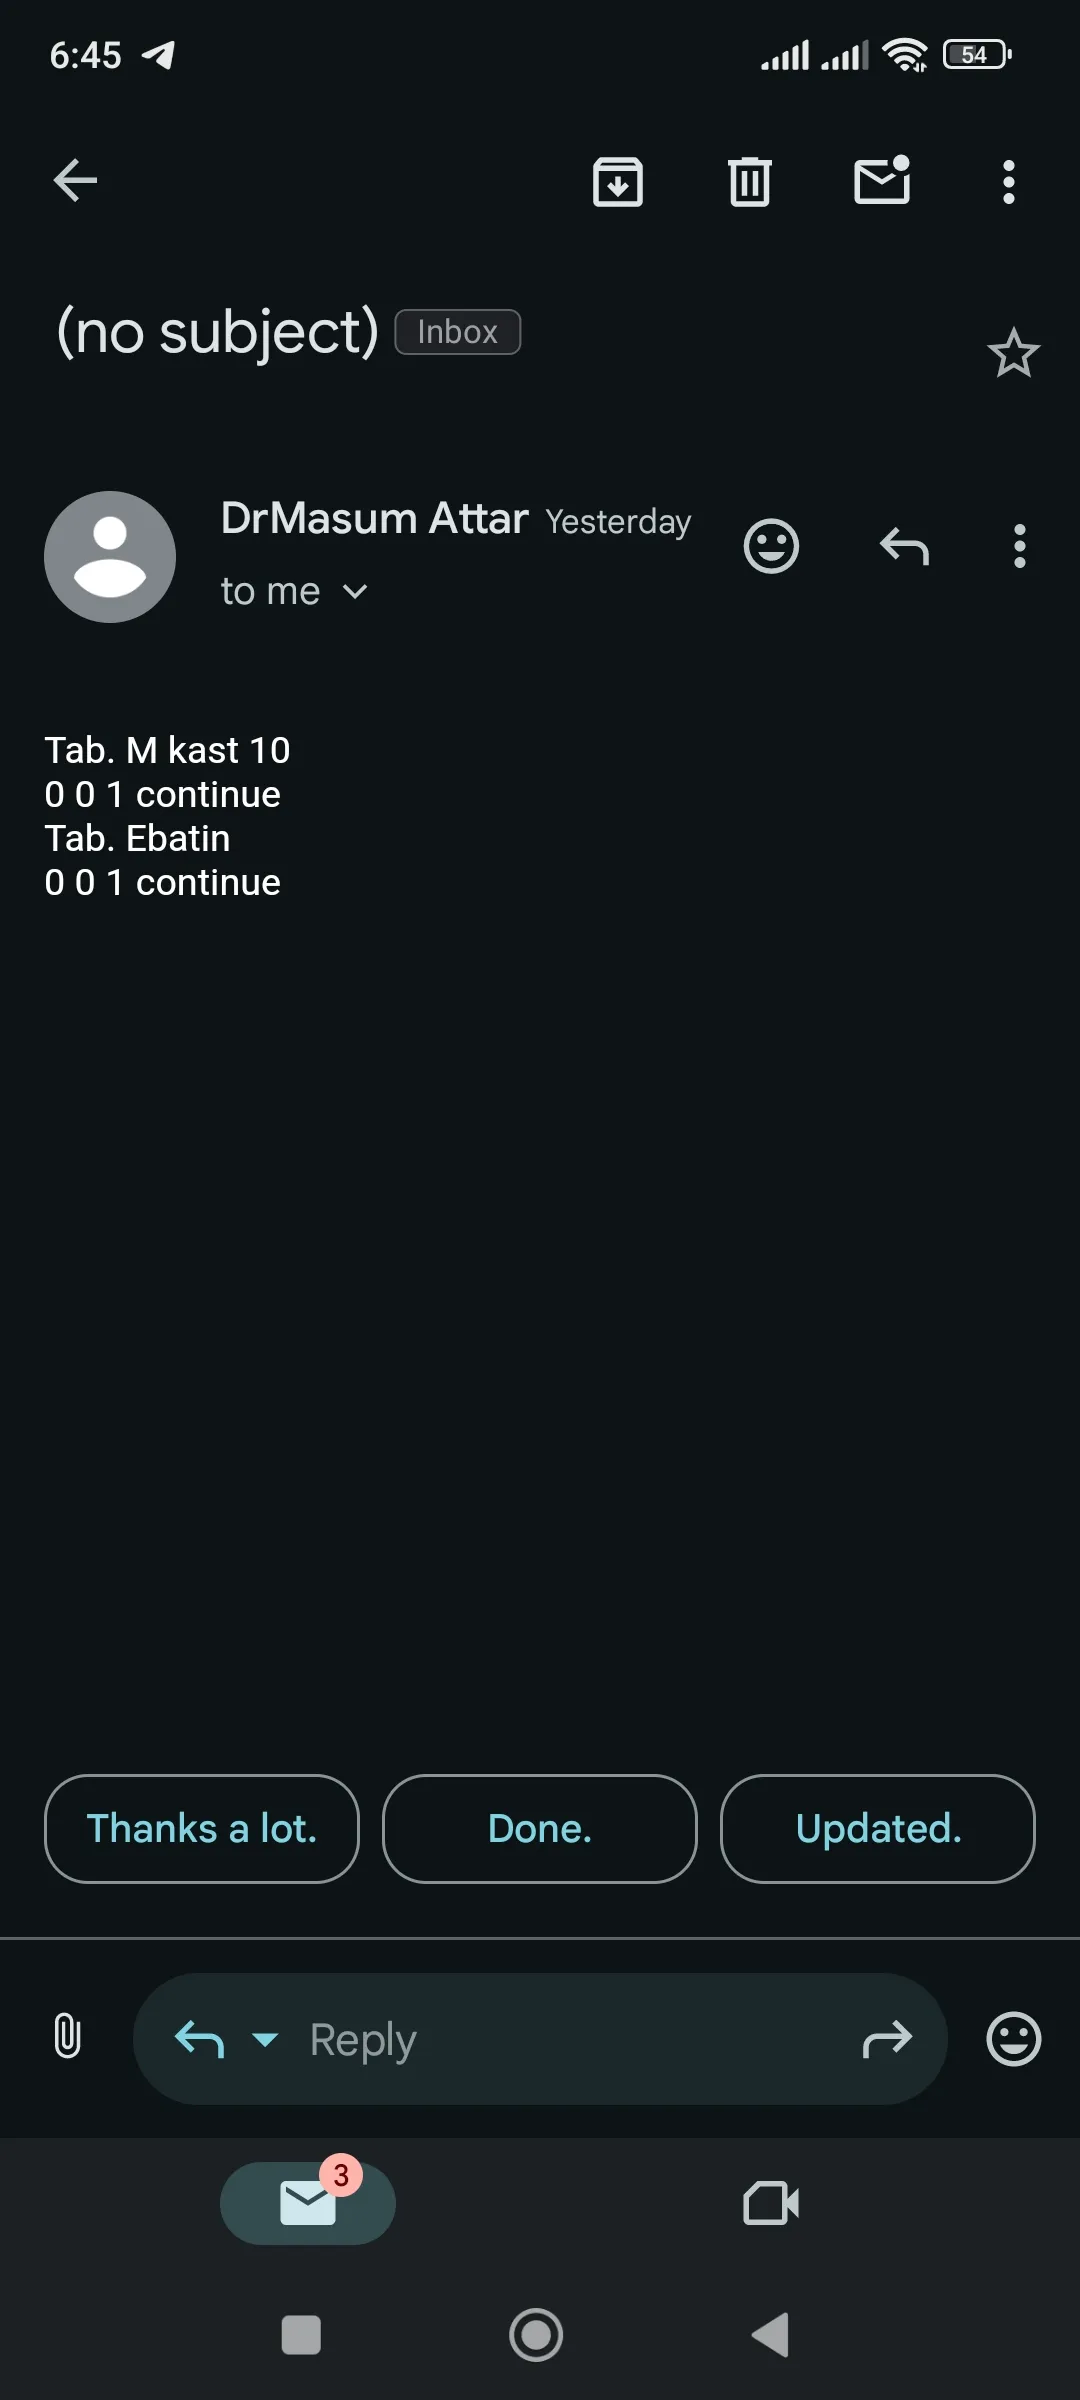 6:45
54
(no subject) Inbox
DrMasum Attar Yesterday
to me
Tab. M kast 10
0 0 1 continue
Tab. Ebatin
0 0 1 continue
Thanks a lot. Done. Updated.
Reply
3